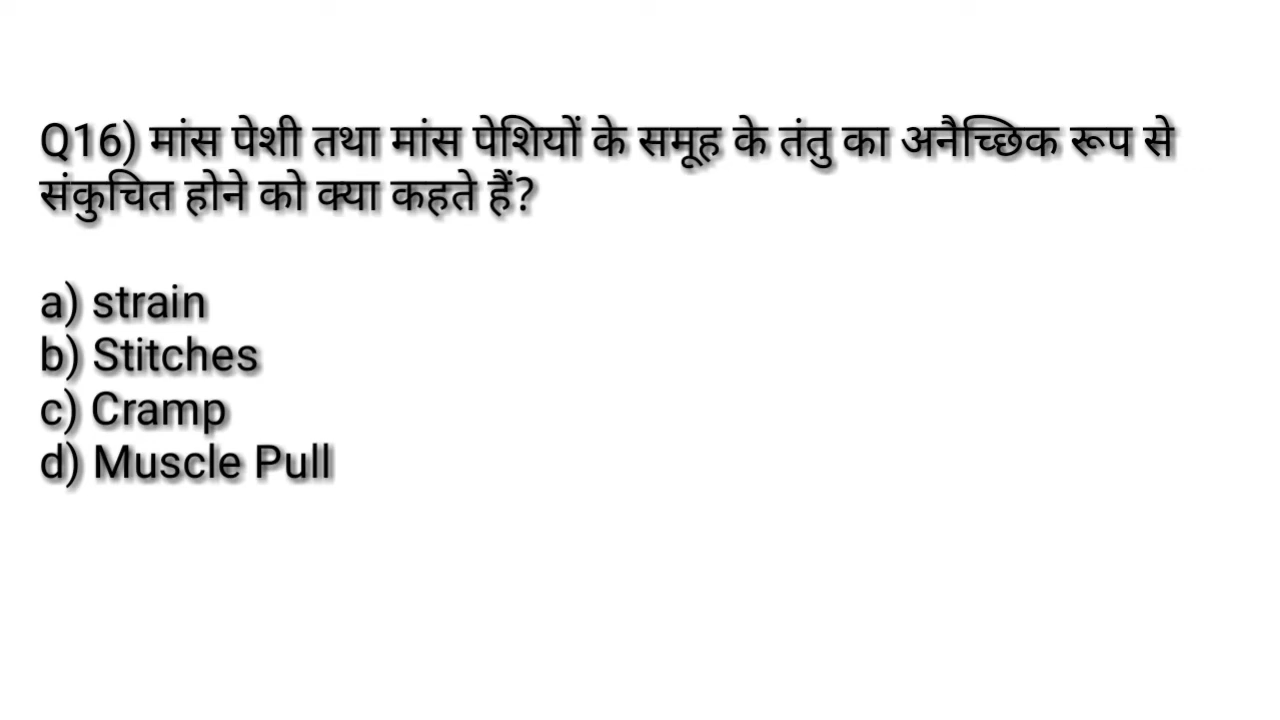 Q16) मांस पेशी तथा मांस पेशियों के समूह के तंतु का अनैच्छिक रूप से
संकुचित होने को क्या कहते हैं?
a) strain
b) Stitches
c) Cramp
d) Muscle Pull